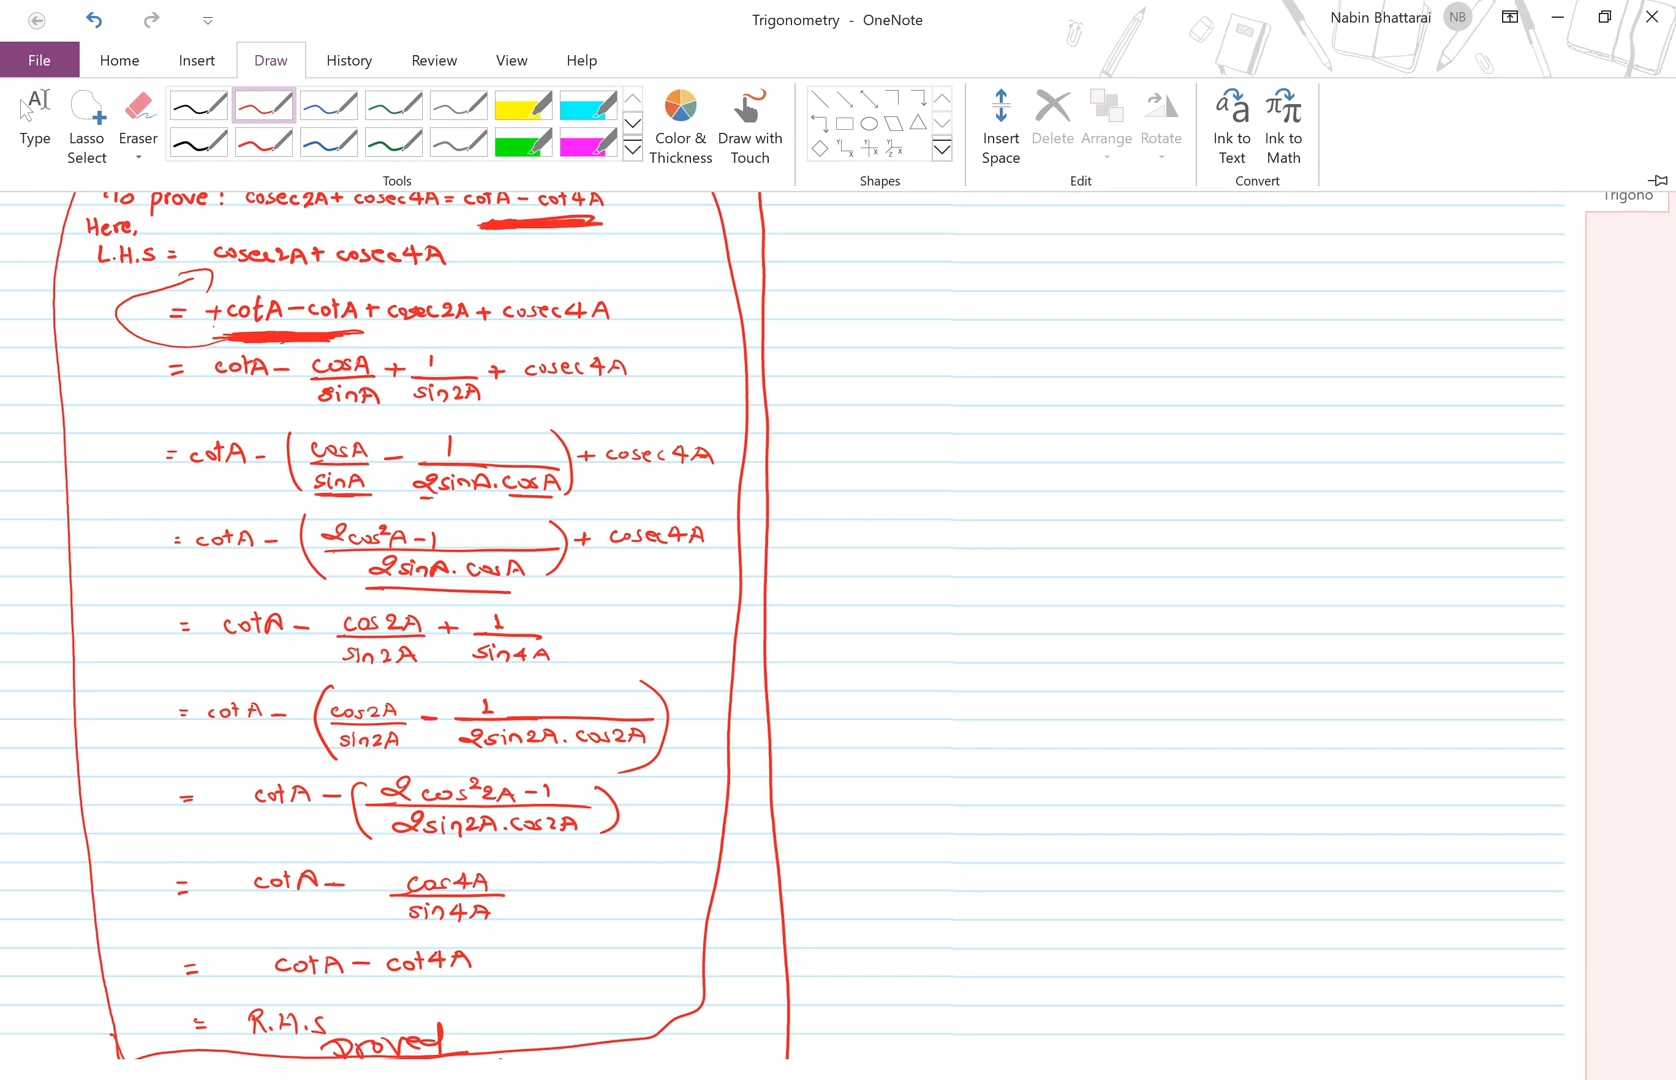 Trigonometry - OneNote
Nabin Bhattarai NB
File Home Insert Draw History Review View Help
Type Lasso Select Eraser Color & Thickness Draw with Touch Insert Space Delete Arrange Rotate Ink to Text Ink to Math
Tools Shapes Edit Convert
Trigono
To prove : cosec2A + cosec4A = cotA - cot4A
Here,
L.H.S = cosec2A + cosec4A
= +cotA - cotA + cosec2A + cosec4A
= cotA - cosA/sinA + 1/sin2A + cosec4A
= cotA - (cosA/sinA - 1/2sinA.cosA) + cosec4A
= cotA - (2cos²A - 1/2sinA.cosA) + cosec4A
= cotA - cos2A/sin2A + 1/sin4A
= cotA - (cos2A/sin2A - 1/2sin2A.cos2A)
= cotA - (2cos²2A - 1/2sin2A.cos2A)
= cotA - cos4A/sin4A
= cotA - cot4A
= R.H.S
Proved